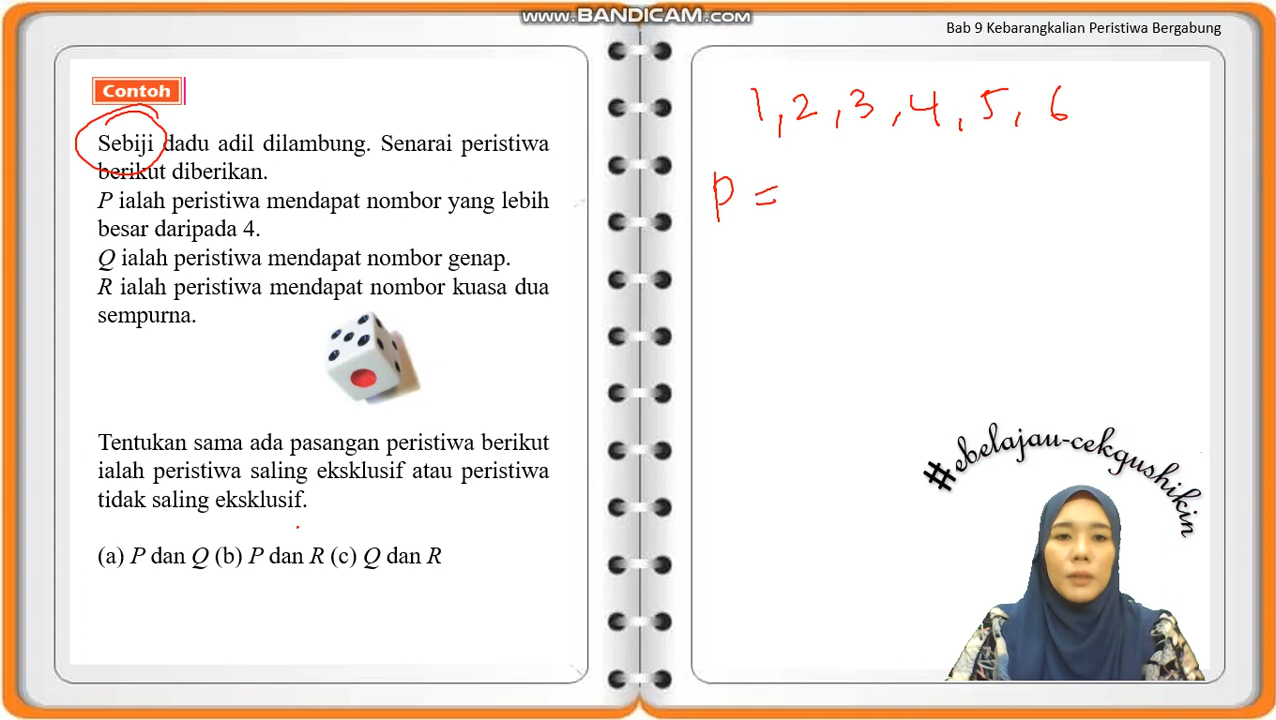 www.BANDICAM.com
Bab 9 Kebarangkalian Peristiwa Bergabung
Contoh
Sebiji dadu adil dilambung. Senarai peristiwa
berikut diberikan.
P ialah peristiwa mendapat nombor yang lebih
besar daripada 4.
Q ialah peristiwa mendapat nombor genap.
R ialah peristiwa mendapat nombor kuasa dua
sempurna.
Tentukan sama ada pasangan peristiwa berikut
ialah peristiwa saling eksklusif atau peristiwa
tidak saling eksklusif.
(a) P dan Q (b) P dan R (c) Q dan R
1, 2, 3, 4, 5, 6
P =
#ebelajau-cekgushikin